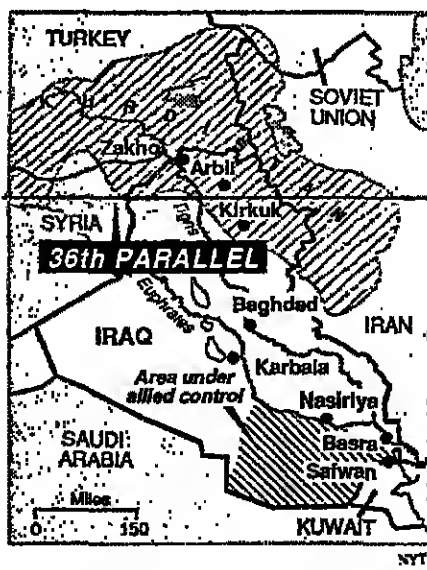 TURKEY
SOVIET
UNION
K U R D I S T A N
Zakho
Arbil
Kirkuk
Tigris
SYRIA
36th PARALLEL
Euphrates
Baghdad
IRAN
IRAQ
Karbala
Area under
allied control
Nasiriya
Basra
Safwan
SAUDI
ARABIA
Miles
0 150
KUWAIT
NYT